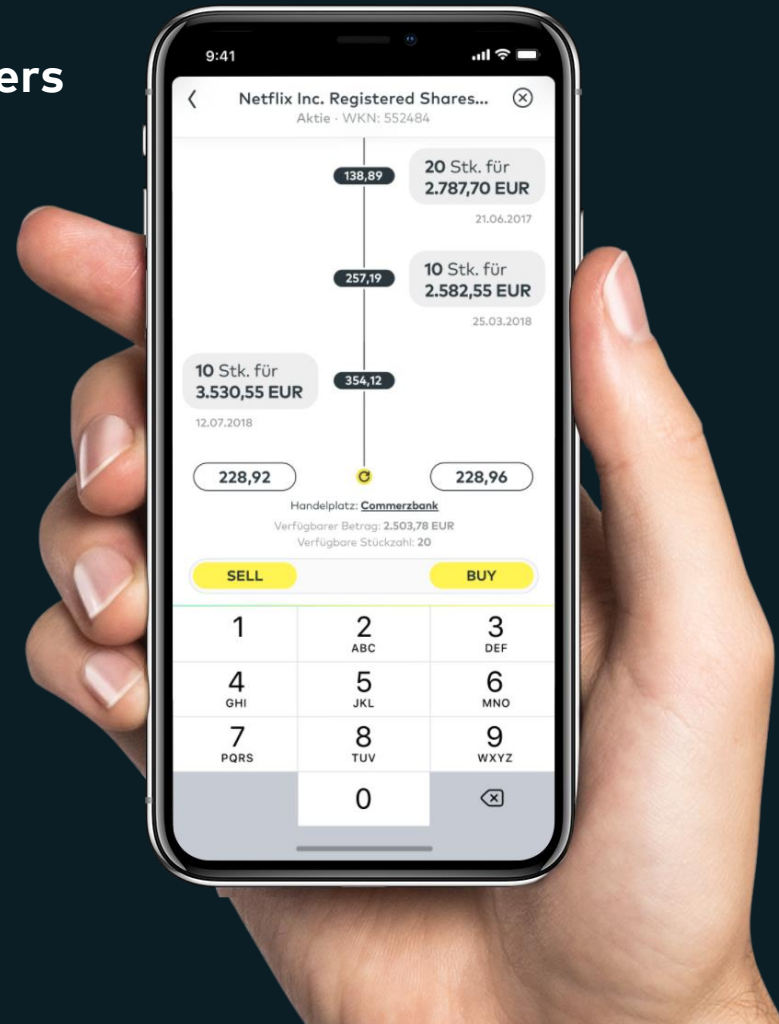 ers
9:41
Netflix Inc. Registered Shares...
Aktie · WKN: 552484
138,89
20 Stk. für
2.787,70 EUR
21.06.2017
257,19
10 Stk. für
2.582,55 EUR
25.03.2018
10 Stk. für
3.530,55 EUR
354,12
12.07.2018
228,92
228,96
Handelplatz: Commerzbank
Verfügbarer Betrag: 2.503,78 EUR
Verfügbare Stückzahl: 20
SELL
BUY
1
2
ABC
3
DEF
4
GHI
5
JKL
6
MNO
7
PQRS
8
TUV
9
WXYZ
0